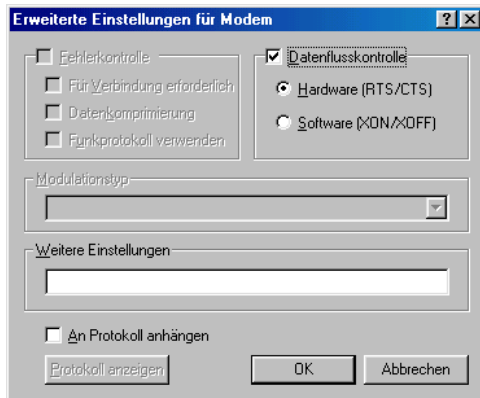 Erweiterte Einstellungen für Modem
Fehlerkontrolle
Für Verbindung erforderlich
Datenkomprimierung
Funkprotokoll verwenden
Datenflusskontrolle
Hardware (RTS/CTS)
Software (XON/XOFF)
Modulationstyp
Weitere Einstellungen
An Protokoll anhängen
Protokoll anzeigen
OK
Abbrechen